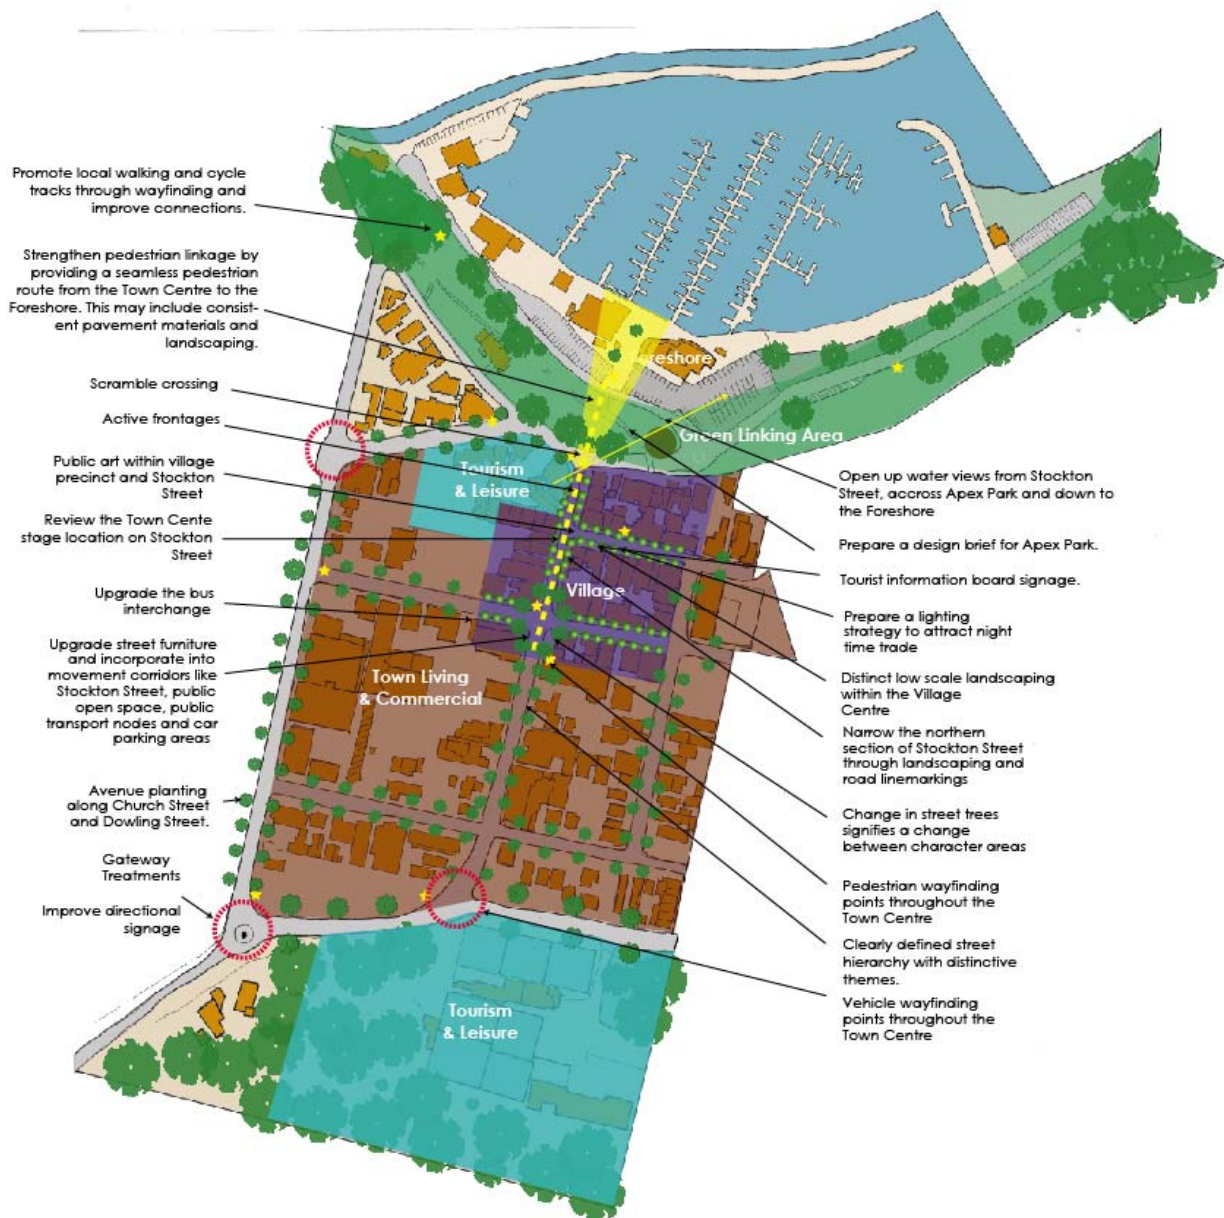 Promote local walking and cycle
tracks through wayfinding and
improve connections.
Strengthen pedestrian linkage by
providing a seamless pedestrian
route from the Town Centre to the
Foreshore. This may include consist-
ent pavement materials and
landscaping.
Scramble crossing
Active frontages
Public art within village
precinct and Stockton
Street
Review the Town Cente
stage location on Stockton
Street
Upgrade the bus
interchange
Upgrade street furniture
and incorporate into
movement corridors like
Stockton Street, public
open space, public
transport nodes and car
parking areas
Avenue planting
along Church Street
and Dowling Street.
Gateway
Treatments
Improve directional
signage
Foreshore
Green Linking Area
Tourism
& Leisure
Village
Town Living
& Commercial
Tourism
& Leisure
Open up water views from Stockton
Street, accross Apex Park and down to
the Foreshore
Prepare a design brief for Apex Park.
Tourist information board signage.
Prepare a lighting
strategy to attract night
time trade
Distinct low scale landscaping
within the Village
Centre
Narrow the northern
section of Stockton Street
through landscaping and
road linemarkings
Change in street trees
signifies a change
between character areas
Pedestrian wayfinding
points throughout the
Town Centre
Clearly defined street
hierarchy with distinctive
themes.
Vehicle wayfinding
points throughout the
Town Centre